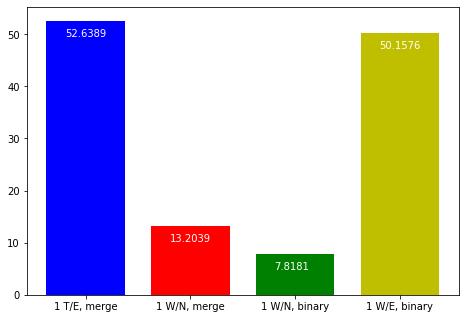 50
40
30
20
10
0
52.6389
13.2039
7.8181
50.1576
1 T/E, merge
1 W/N, merge
1 W/N, binary
1 W/E, binary